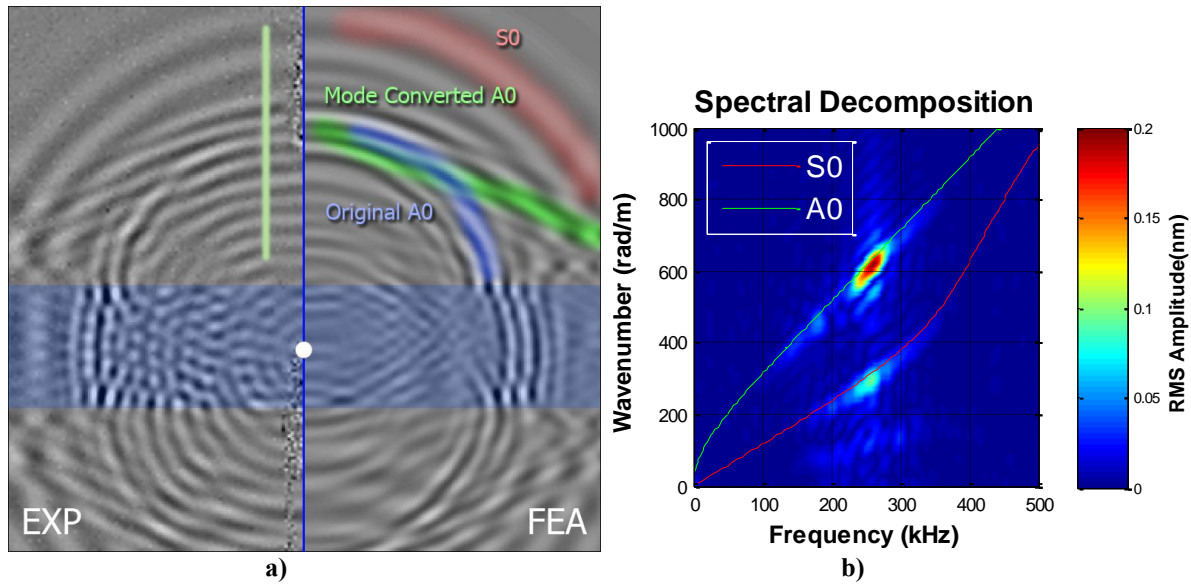 S0
Mode Converted A0
Original A0
EXP
FEA
a)
Spectral Decomposition
1000
800
600
400
200
0
Wavenumber (rad/m)
S0
A0
0 100 200 300 400 500
Frequency (kHz)
0.2
0.15
0.1
0.05
0
RMS Amplitude(nm)
b)